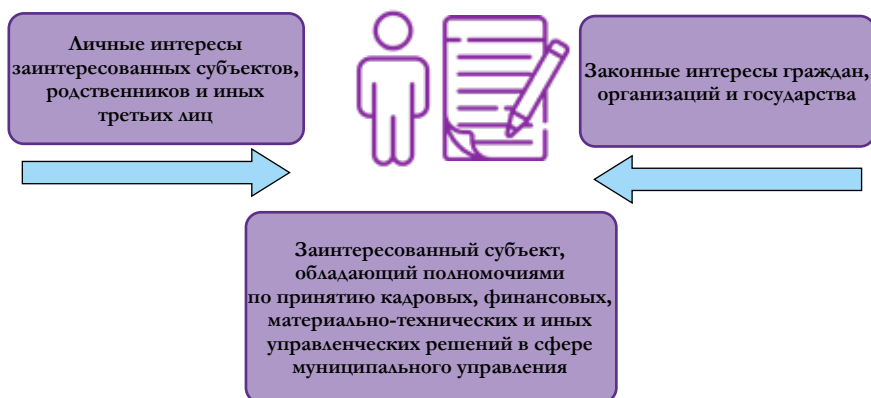 Личные интересы
заинтересованных субъектов,
родственников и иных
третьих лиц
Законные интересы граждан,
организаций и государства
Заинтересованный субъект,
обладающий полномочиями
по принятию кадровых, финансовых,
материально-технических и иных
управленческих решений в сфере
муниципального управления